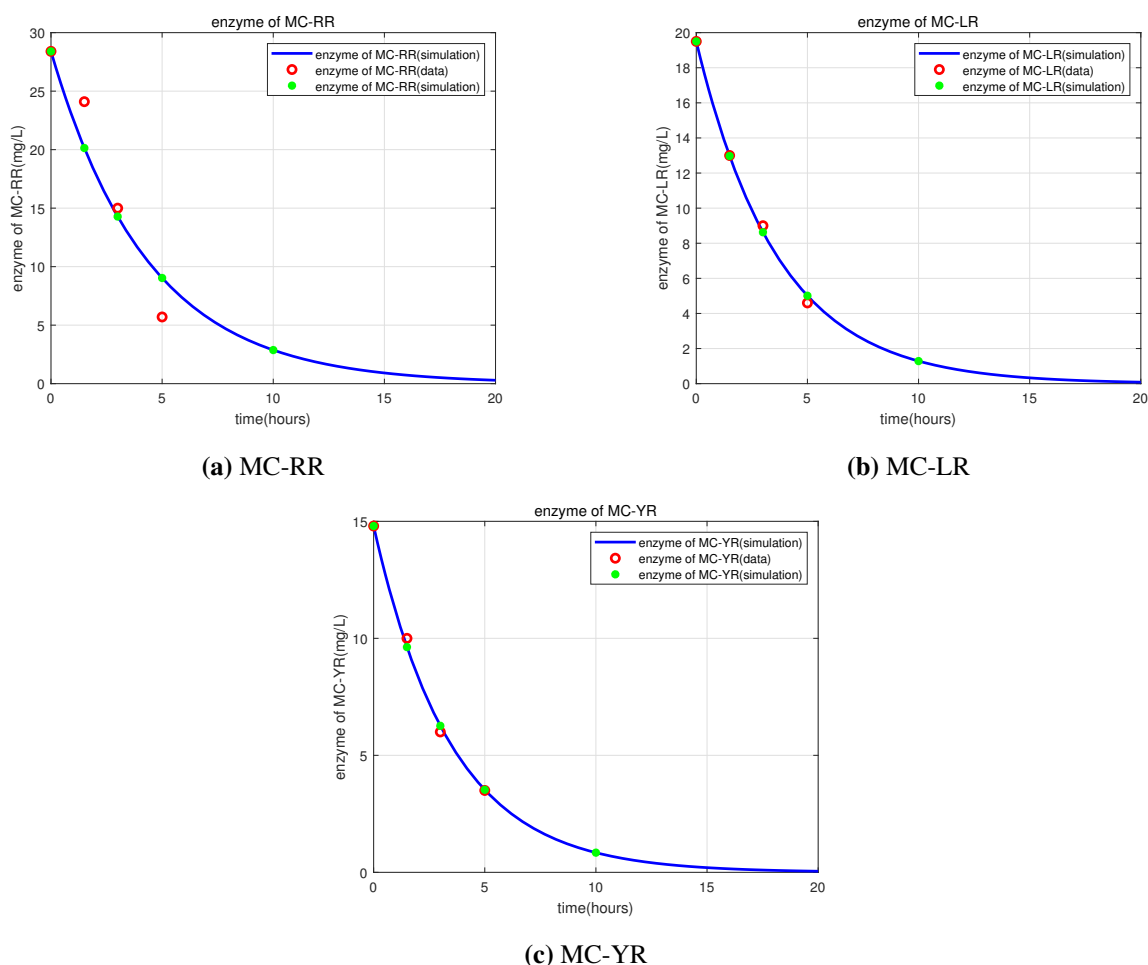 enzyme of MC-RR
enzyme of MC-RR(mg/L)
30
25
20
15
10
5
0
enzyme of MC-RR(simulation)
enzyme of MC-RR(data)
enzyme of MC-RR(simulation)
0 5 10 15 20
time(hours)
(a) MC-RR
enzyme of MC-LR
enzyme of MC-LR(mg/L)
20
18
16
14
12
10
8
6
4
2
0
enzyme of MC-LR(simulation)
enzyme of MC-LR(data)
enzyme of MC-LR(simulation)
0 5 10 15 20
time(hours)
(b) MC-LR
enzyme of MC-YR
enzyme of MC-YR(mg/L)
15
10
5
0
enzyme of MC-YR(simulation)
enzyme of MC-YR(data)
enzyme of MC-YR(simulation)
0 5 10 15 20
time(hours)
(c) MC-YR